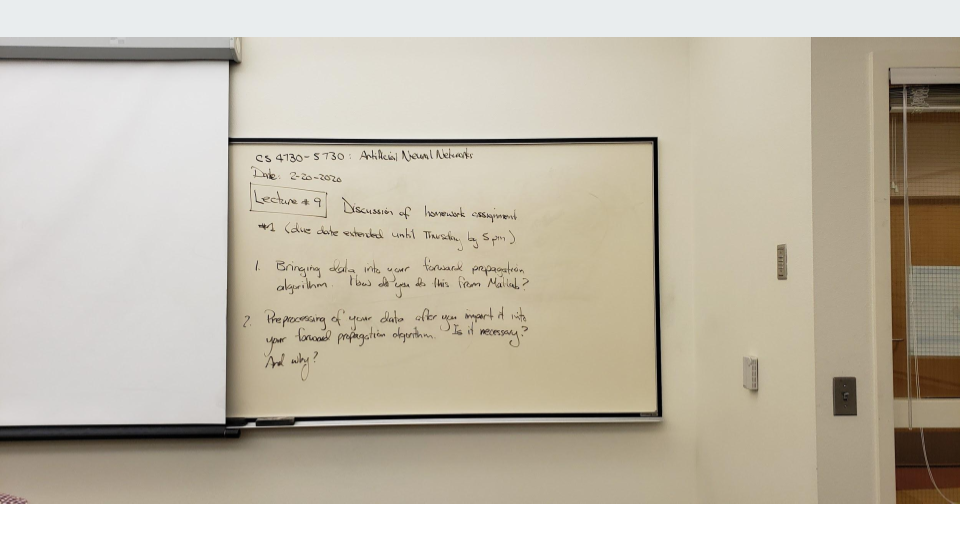 CS 4730-5730: Artificial Neural Networks
Date: 2-20-2020
Lecture # 9 Discussion of homework assignment
#1 (due date extended until Thursday by 5 pm)
1. Bringing data into your forward propagation
algorithm. How do you do this from Matlab?
2. Preprocessing of your data after you import it into
your forward propagation algorithm. Is it necessary?
And why?